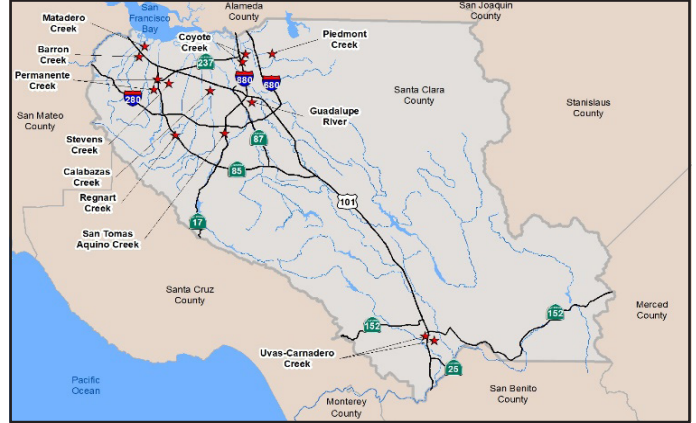 San
Francisco
Bay
Alameda
County
San Joaquin
County
Matadero
Creek
Coyote
Creek
Piedmont
Creek
Barron
Creek
237
Permanente
Creek
880
680
280
Santa Clara
County
San Mateo
County
Guadalupe
River
Stanislaus
County
Stevens
Creek
87
Calabazas
Creek
85
Regnart
Creek
101
17
San Tomas
Aquino Creek
Santa Cruz
County
Merced
County
152
152
Uvas-Carnadero
Creek
25
Pacific
Ocean
San Benito
County
Monterey
County